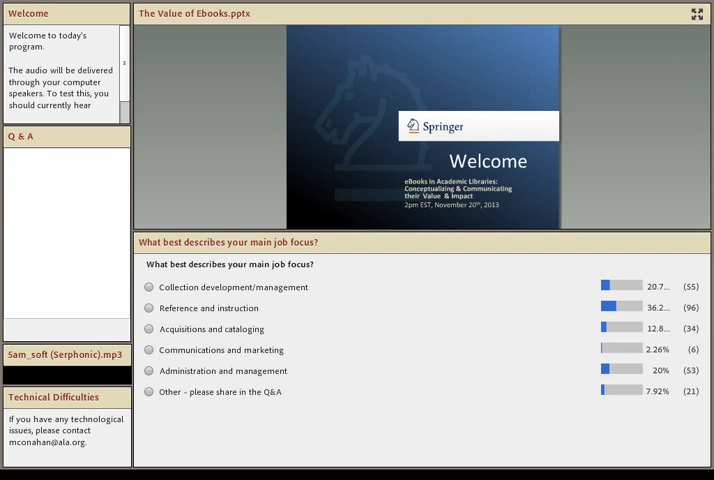 Welcome
Welcome to today's
program.
The audio will be delivered
through your computer
speakers. To test this, you
should currently hear
Q & A
5am_soft (Serphonic).mp3
Technical Difficulties
If you have any technological
issues, please contact
mconahan@ala.org.
The Value of Ebooks.pptx
Springer
Welcome
eBooks in Academic Libraries:
Conceptualizing & Communicating
their Value & Impact
2pm EST, November 20th, 2013
What best describes your main job focus?
What best describes your main job focus?
Collection development/management 20.7... (55)
Reference and instruction 36.2... (96)
Acquisitions and cataloging 12.8... (34)
Communications and marketing 2.26% (6)
Administration and management 20% (53)
Other - please share in the Q&A 7.92% (21)